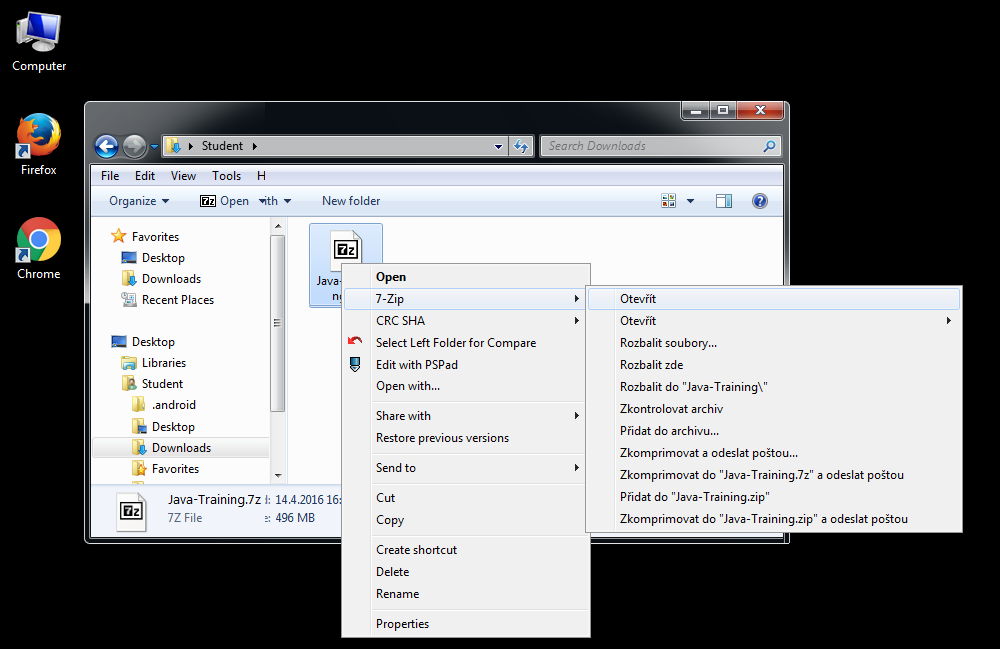 Computer
Firefox
Chrome
Student
Search Downloads
File Edit View Tools H
Organize 7z Open with New folder
Favorites
Desktop
Downloads
Recent Places
Desktop
Libraries
Student
.android
Desktop
Downloads
Favorites
7z
Java-
Java-Training.7z 14.4.2016 16:
7Z File 496 MB
7z
Open
7-Zip
CRC SHA
Select Left Folder for Compare
Edit with PSPad
Open with...
Share with
Restore previous versions
Send to
Cut
Copy
Create shortcut
Delete
Rename
Properties
Otevřít
Otevřít
Rozbalit soubory...
Rozbalit zde
Rozbalit do "Java-Training\"
Zkontrolovat archiv
Přidat do archivu...
Zkomprimovat a odeslat poštou...
Zkomprimovat do "Java-Training.7z" a odeslat poštou
Přidat do "Java-Training.zip"
Zkomprimovat do "Java-Training.zip" a odeslat poštou